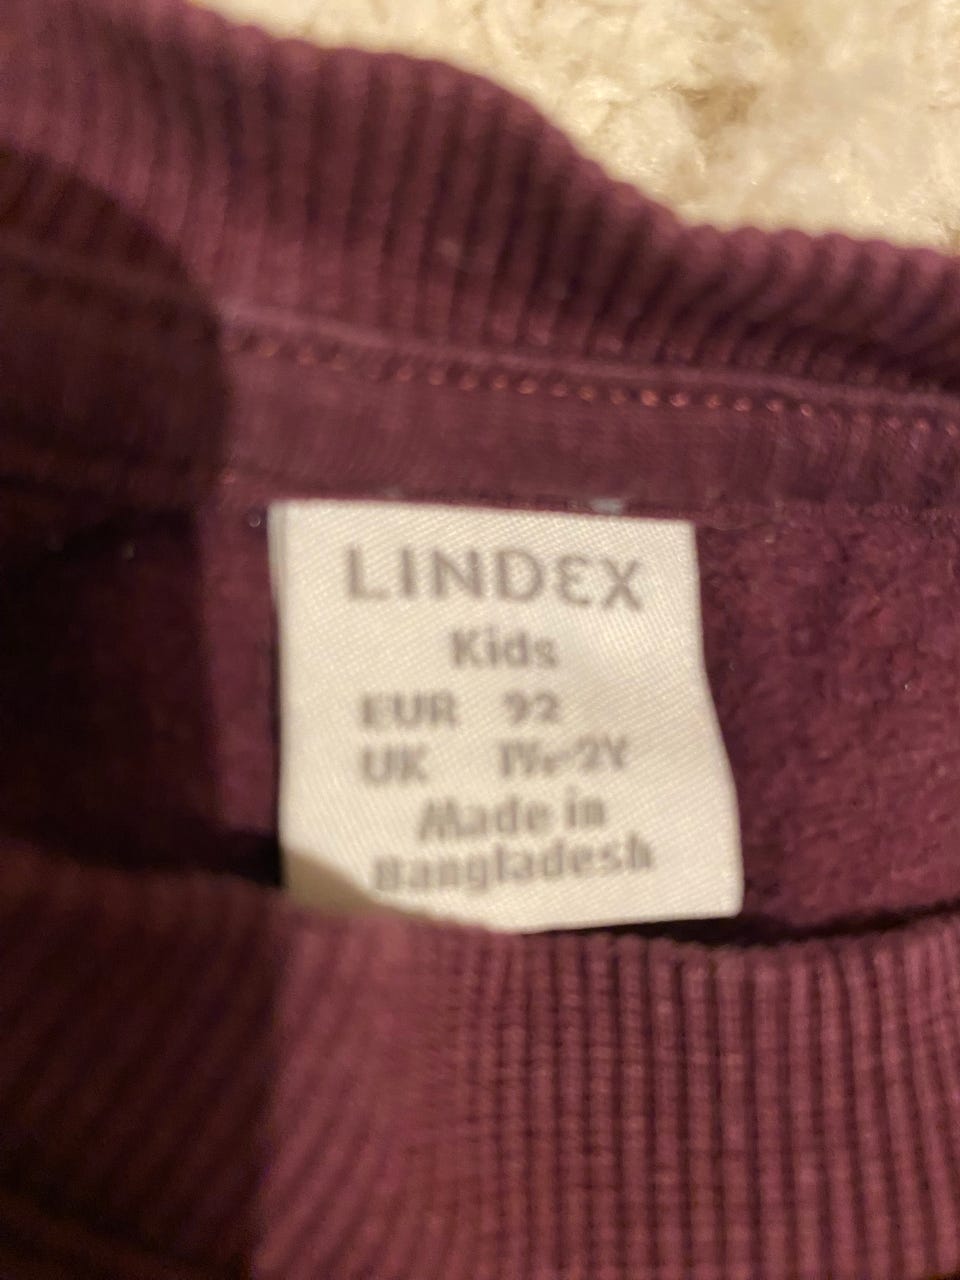 LINDEX
Kids
EUR 92
UK 1½-2Y
Made in
Bangladesh